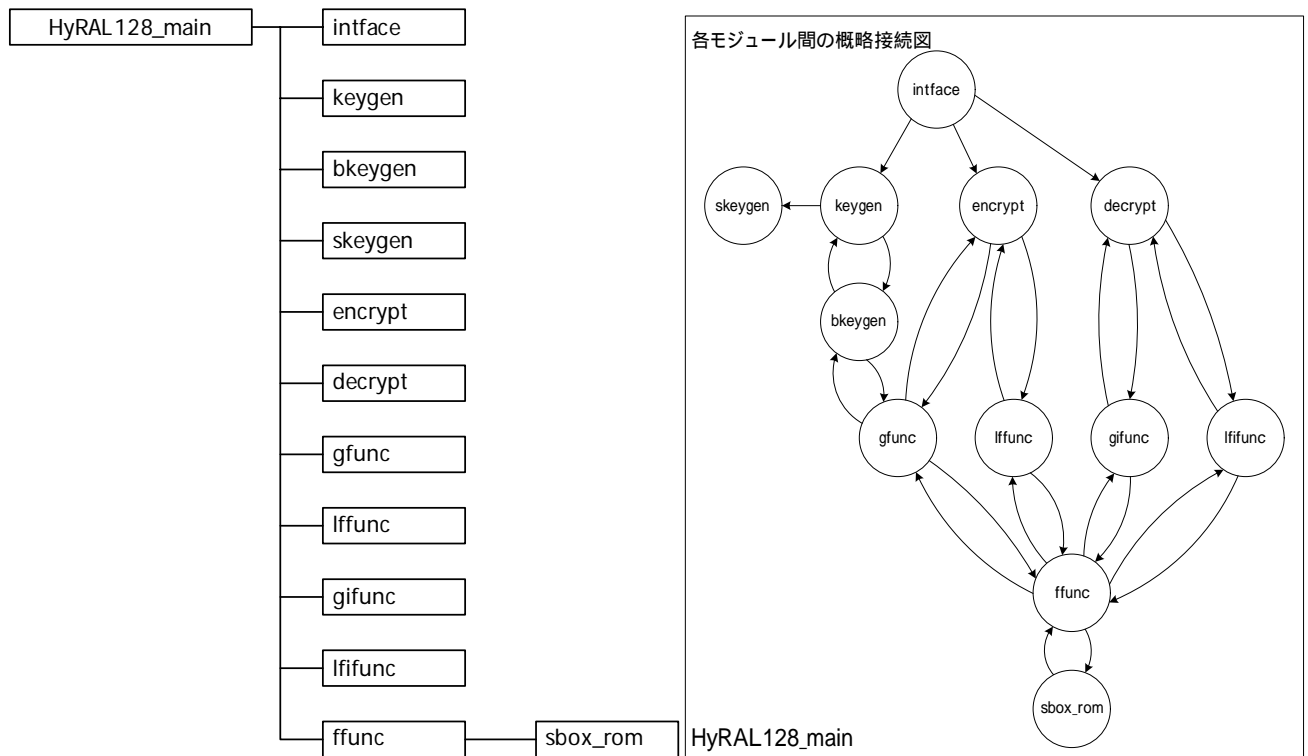 HyRAL128_main
intface
keygen
bkeygen
skeygen
encrypt
decrypt
gfunc
lffunc
gifunc
lfifunc
ffunc
sbox_rom
各モジュール間の概略接続図
intface
skeygen
keygen
encrypt
decrypt
bkeygen
gfunc
lffunc
gifunc
lfifunc
ffunc
sbox_rom
HyRAL128_main